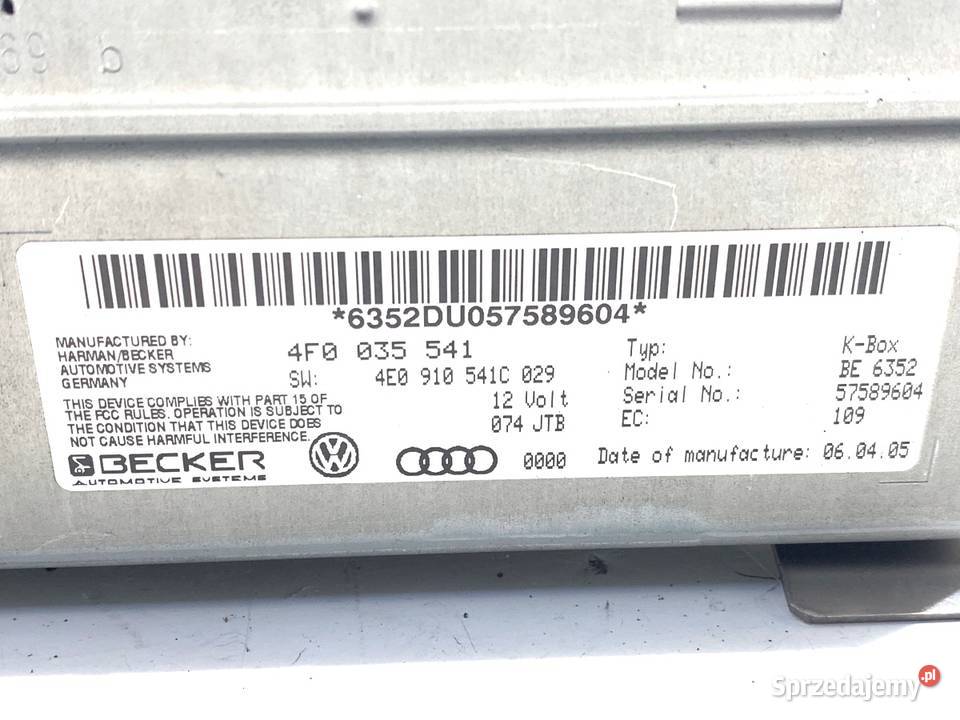 69 b
*6352DU057589604*
MANUFACTURED BY:
HARMAN/BECKER
AUTOMOTIVE SYSTEMS
GERMANY
4F0 035 541
SW: 4E0 910 541C 029
12 Volt
074 JTB
Typ: K-Box
Model No.: BE 6352
Serial No.: 57589604
EC: 109
THIS DEVICE COMPLIES WITH PART 15 OF
THE FCC RULES. OPERATION IS SUBJECT TO
THE CONDITION THAT THIS DEVICE DOES
NOT CAUSE HARMFUL INTERFERENCE.
BECKER
AUTOMOTIVE SYSTEMS
0000
Date of manufacture: 06.04.05
Sprzedajemy.pl